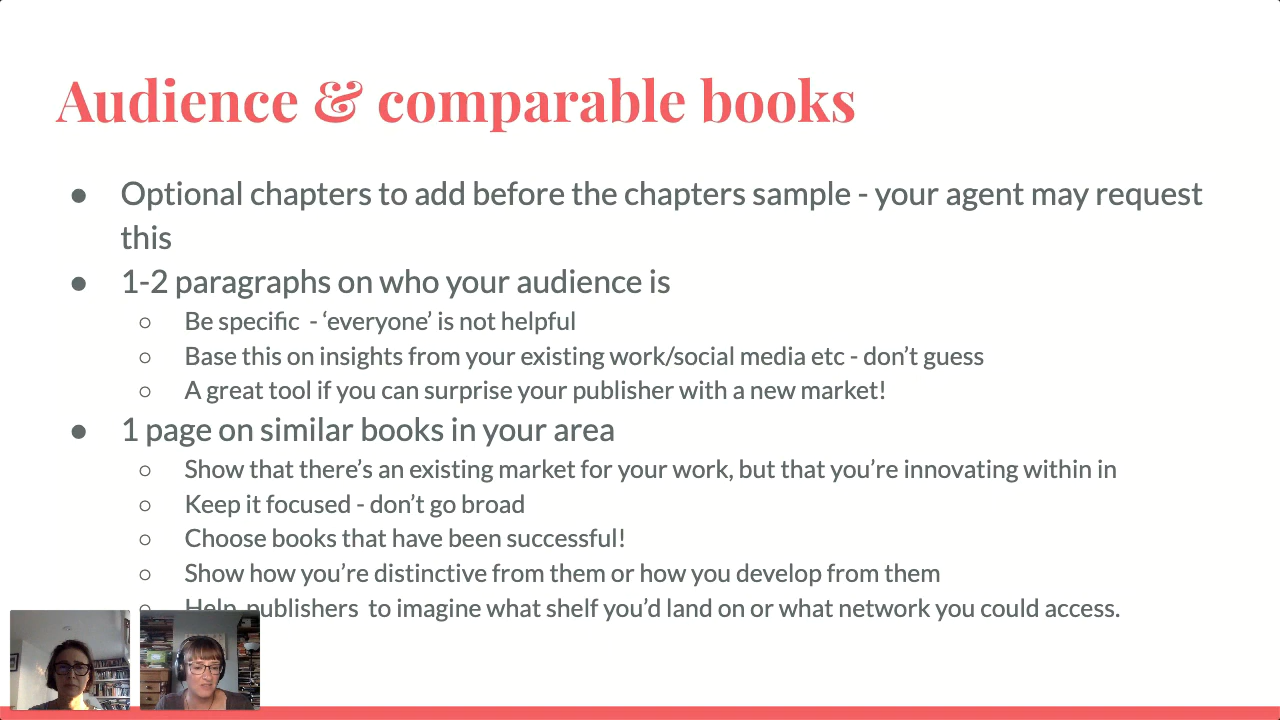 Audience & comparable books
● Optional chapters to add before the chapters sample - your agent may request
this
● 1-2 paragraphs on who your audience is
○ Be specific - ‘everyone’ is not helpful
○ Base this on insights from your existing work/social media etc - don’t guess
○ A great tool if you can surprise your publisher with a new market!
● 1 page on similar books in your area
○ Show that there’s an existing market for your work, but that you’re innovating within in
○ Keep it focused - don’t go broad
○ Choose books that have been successful!
○ Show how you’re distinctive from them or how you develop from them
○ Help publishers to imagine what shelf you’d land on or what network you could access.